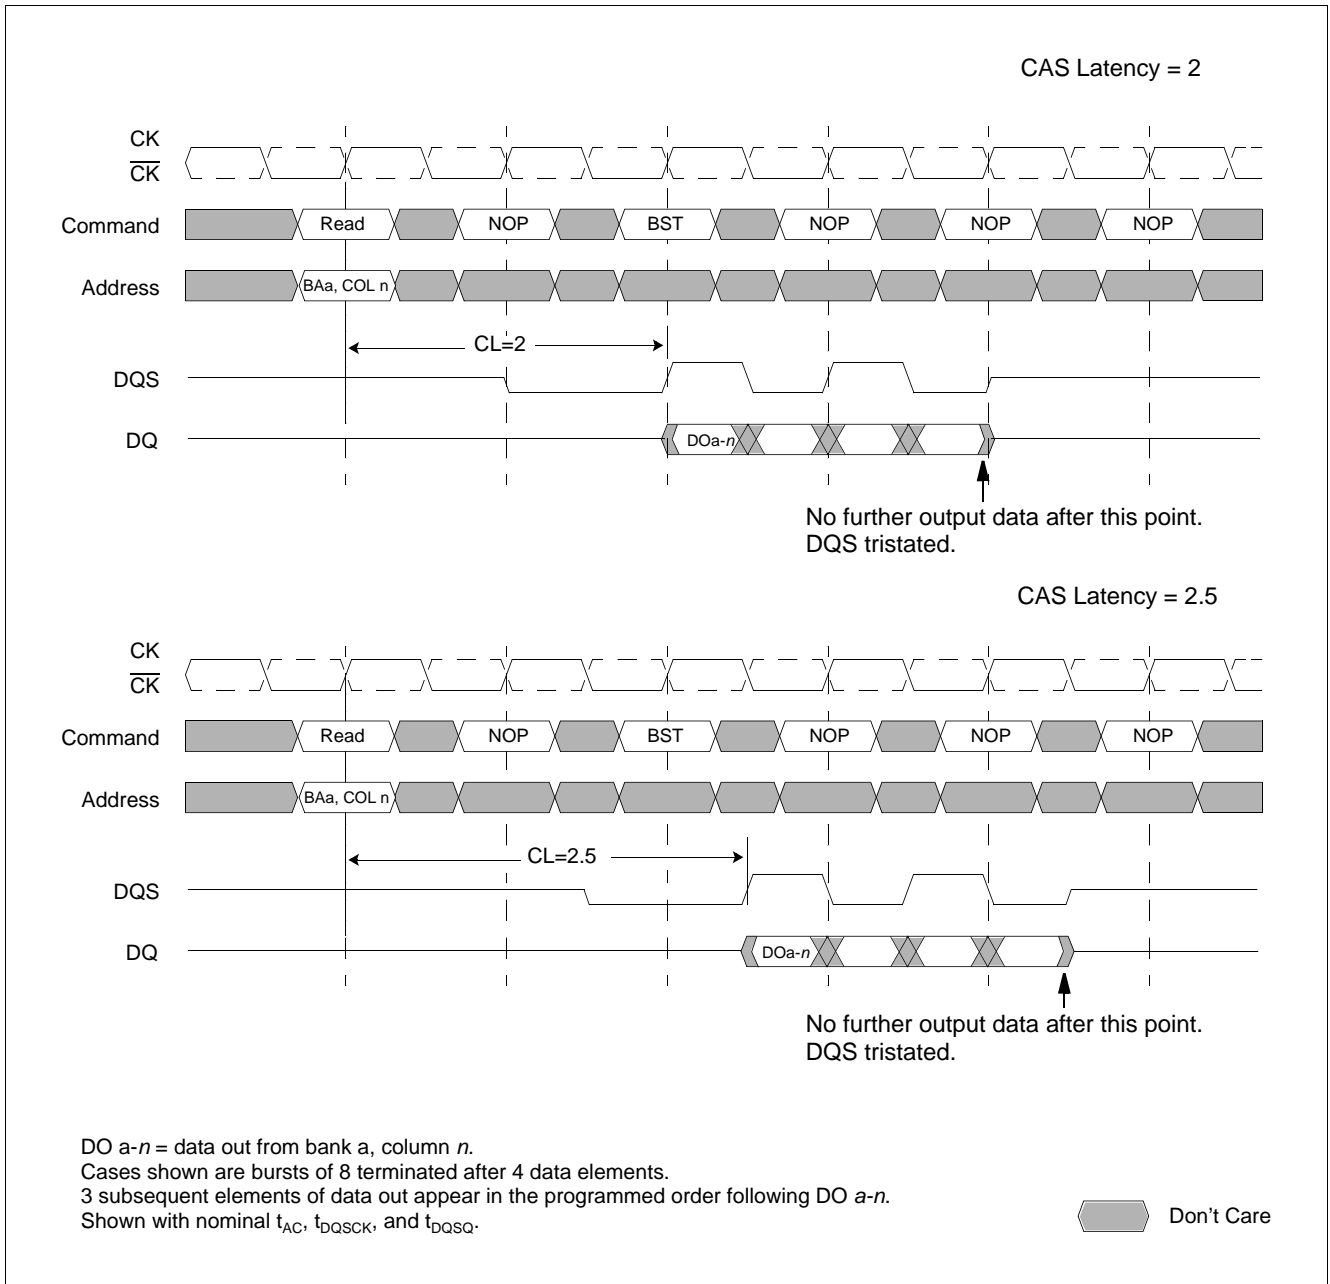 CAS Latency = 2
CK
CK
Command Read NOP BST NOP NOP NOP
Address BAa, COL n
CL=2
DQS
DQ DOa-n
No further output data after this point.
DQS tristated.
CAS Latency = 2.5
CK
CK
Command Read NOP BST NOP NOP NOP
Address BAa, COL n
CL=2.5
DQS
DQ DOa-n
No further output data after this point.
DQS tristated.
DO a-n = data out from bank a, column n.
Cases shown are bursts of 8 terminated after 4 data elements.
3 subsequent elements of data out appear in the programmed order following DO a-n.
Shown with nominal tAC, tDQSCK, and tDQSQ.
Don't Care